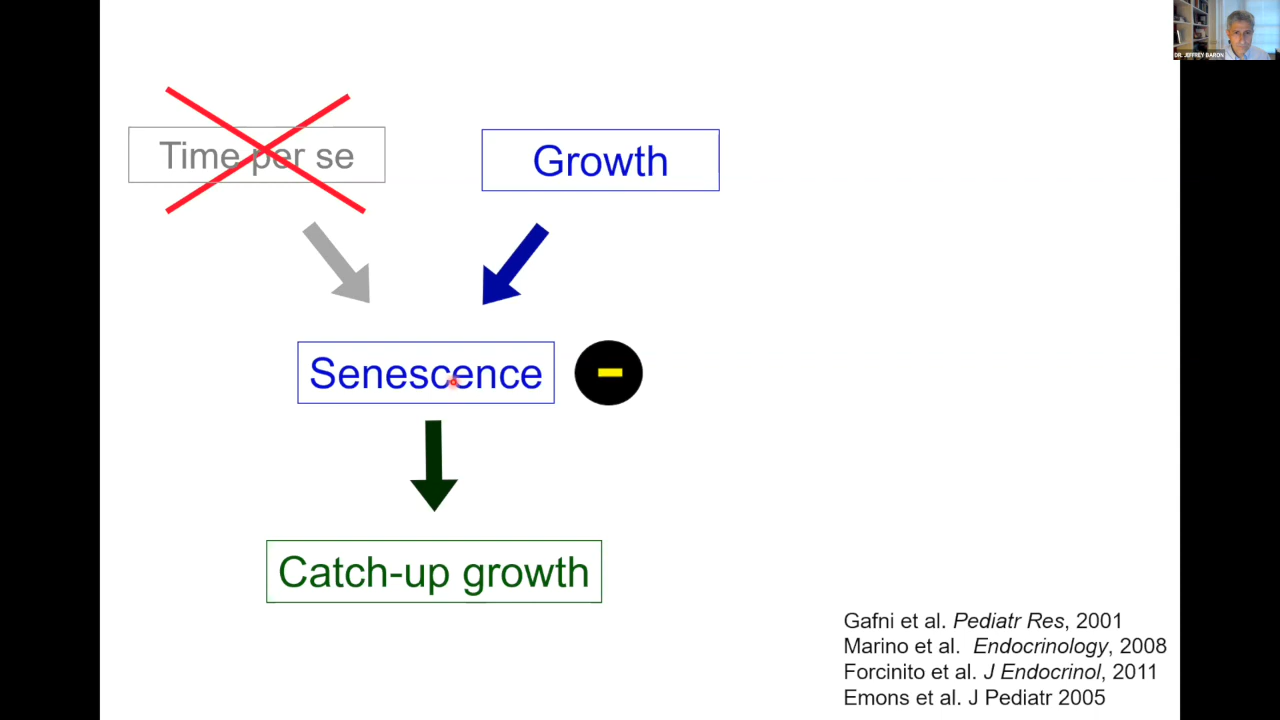 DR. JEFFREY BARON
Time per se
Growth
Senescence
-
Catch-up growth
Gafni et al. Pediatr Res, 2001
Marino et al. Endocrinology, 2008
Forcinito et al. J Endocrinol, 2011
Emons et al. J Pediatr 2005